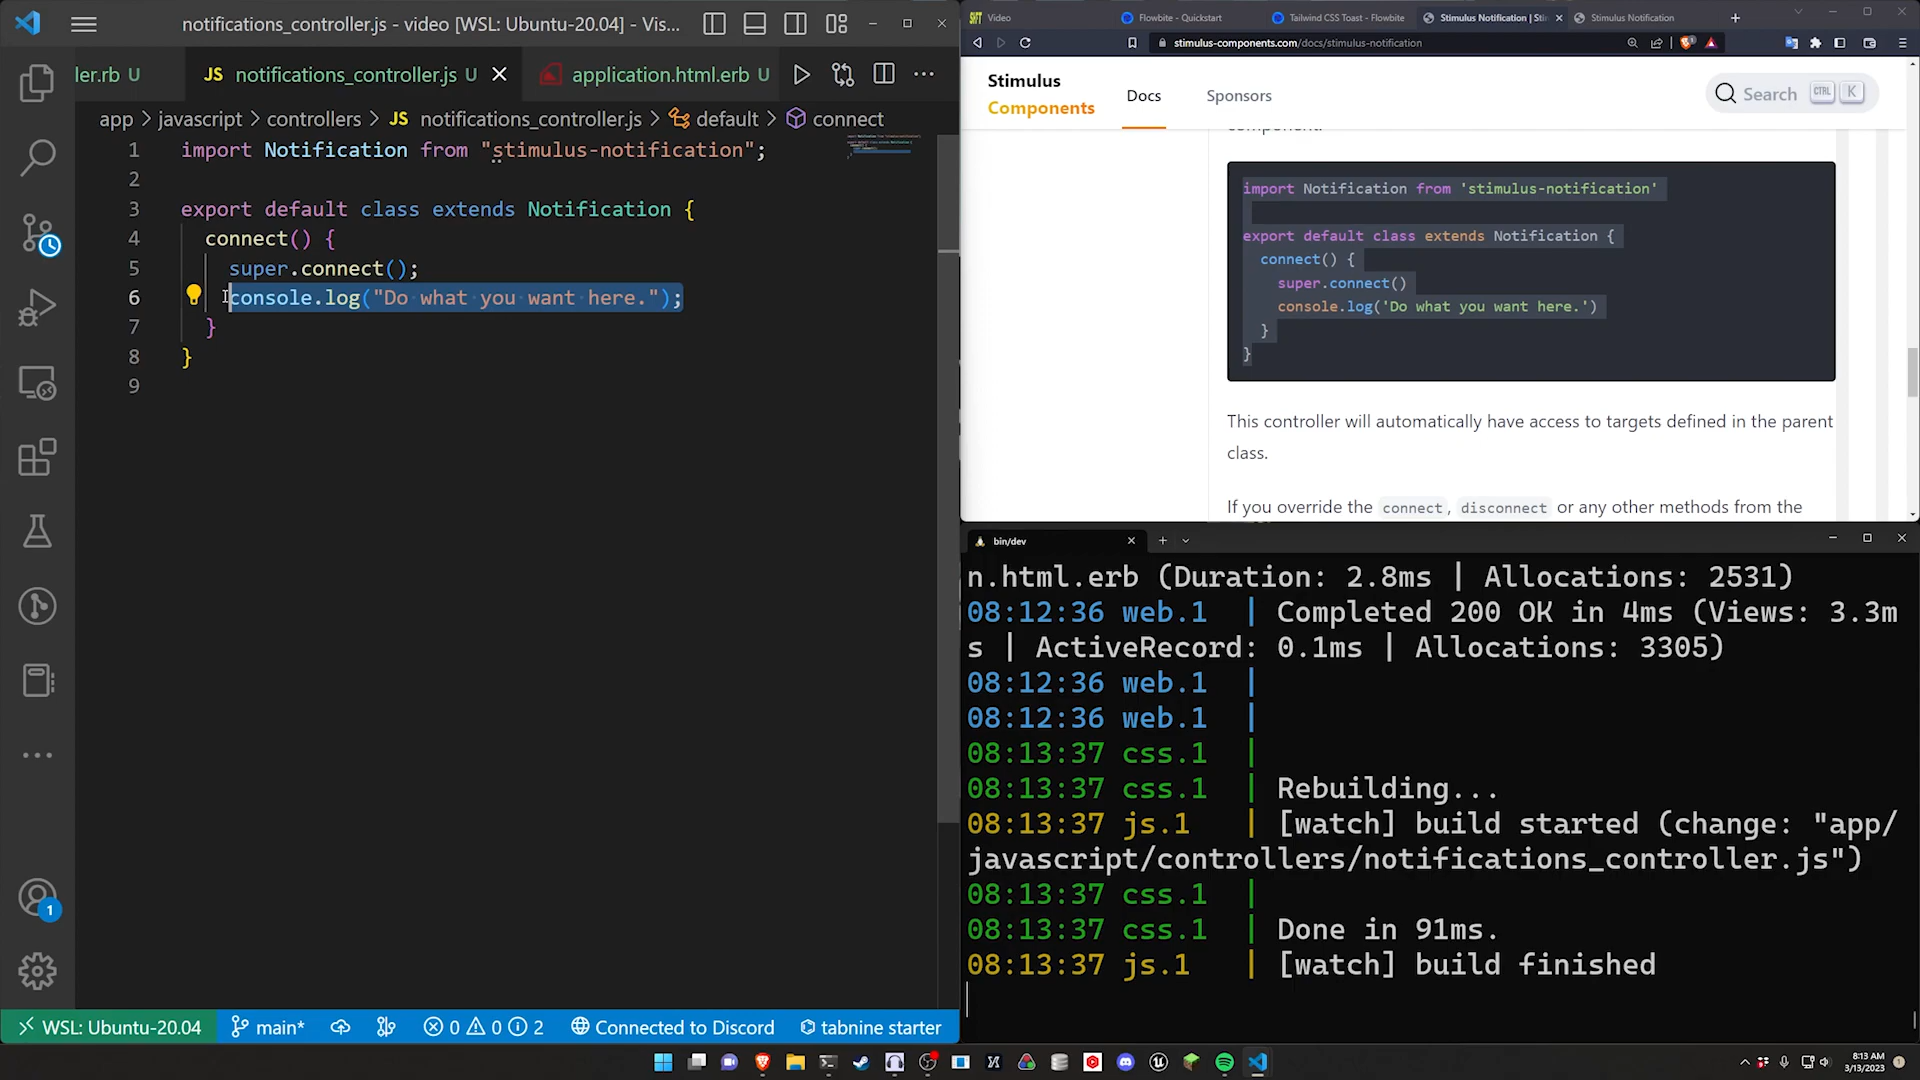 notifications_controller.js - video [WSL: Ubuntu-20.04] - Vis...
ler.rb U
JS notifications_controller.js U
application.html.erb U
app > javascript > controllers > JS notifications_controller.js > default > connect
1 import Notification from "stimulus-notification";
2
3 export default class extends Notification {
4 connect() {
5 super.connect();
6 console.log("Do what you want here.");
7 }
8 }
9
1
WSL: Ubuntu-20.04
main*
0 0 2
Connected to Discord
tabnine starter
Video
Flowbite - Quickstart
Tailwind CSS Toast - Flowbite
Stimulus Notification | Sti
Stimulus Notification
stimulus-components.com/docs/stimulus-notification
Stimulus
Components
Docs
Sponsors
Search CTRL K
component.
import Notification from 'stimulus-notification'
export default class extends Notification {
connect() {
super.connect()
console.log('Do what you want here.')
}
}
This controller will automatically have access to targets defined in the parent
class.
If you override the connect, disconnect or any other methods from the
bin/dev
n.html.erb (Duration: 2.8ms | Allocations: 2531)
08:12:36 web.1 | Completed 200 OK in 4ms (Views: 3.3m
s | ActiveRecord: 0.1ms | Allocations: 3305)
08:12:36 web.1 |
08:12:36 web.1 |
08:13:37 css.1 |
08:13:37 css.1 | Rebuilding...
08:13:37 js.1 | [watch] build started (change: "app/
javascript/controllers/notifications_controller.js")
08:13:37 css.1 |
08:13:37 css.1 | Done in 91ms.
08:13:37 js.1 | [watch] build finished
8:13 AM
3/13/2023